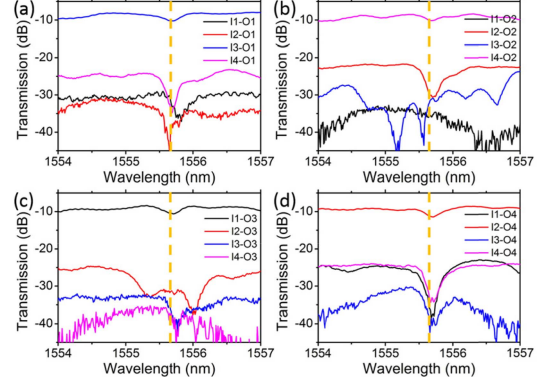 (a)
Transmission (dB)
-10
-20
-30
-40
I1-O1
I2-O1
I3-O1
I4-O1
1554 1555 1556 1557
Wavelength (nm)
(b)
Transmission (dB)
-10
-20
-30
-40
I1-O2
I2-O2
I3-O2
I4-O2
1554 1555 1556 1557
Wavelength (nm)
(c)
Transmission (dB)
-10
-20
-30
-40
I1-O3
I2-O3
I3-O3
I4-O3
1554 1555 1556 1557
Wavelength (nm)
(d)
Transmission (dB)
-10
-20
-30
-40
I1-O4
I2-O4
I3-O4
I4-O4
1554 1555 1556 1557
Wavelength (nm)